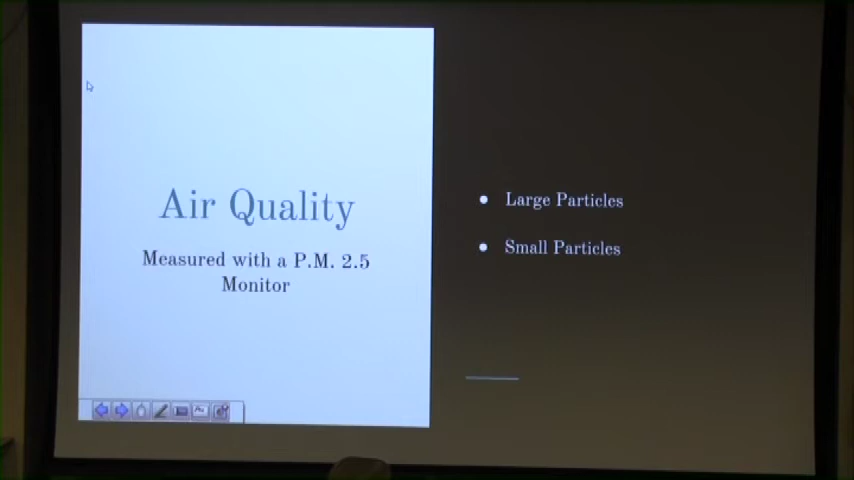 Air Quality
Measured with a P.M. 2.5
Monitor
● Large Particles
● Small Particles